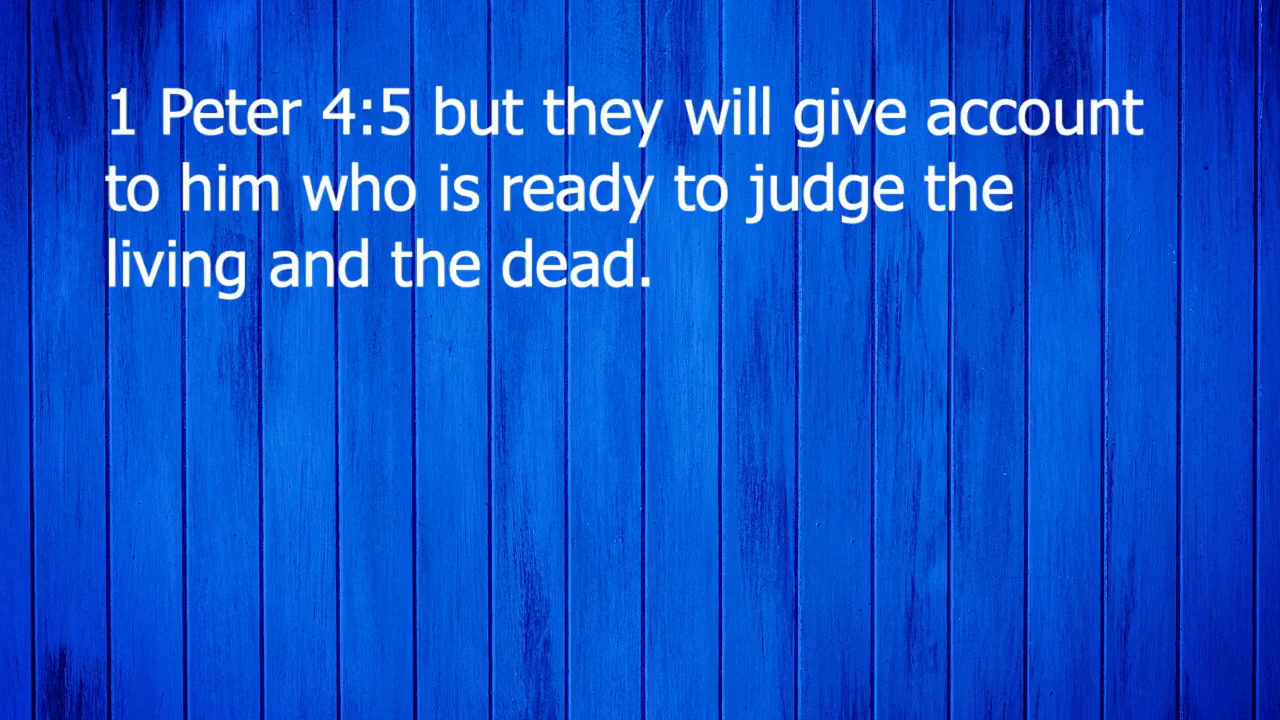 1 Peter 4:5 but they will give account
to him who is ready to judge the
living and the dead.